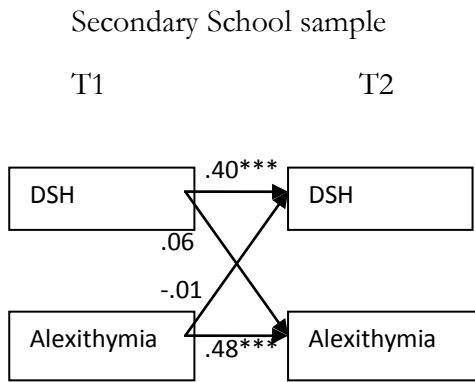 Secondary School sample
T1 T2
.40***
DSH DSH
.06
-.01
Alexithymia Alexithymia
.48***